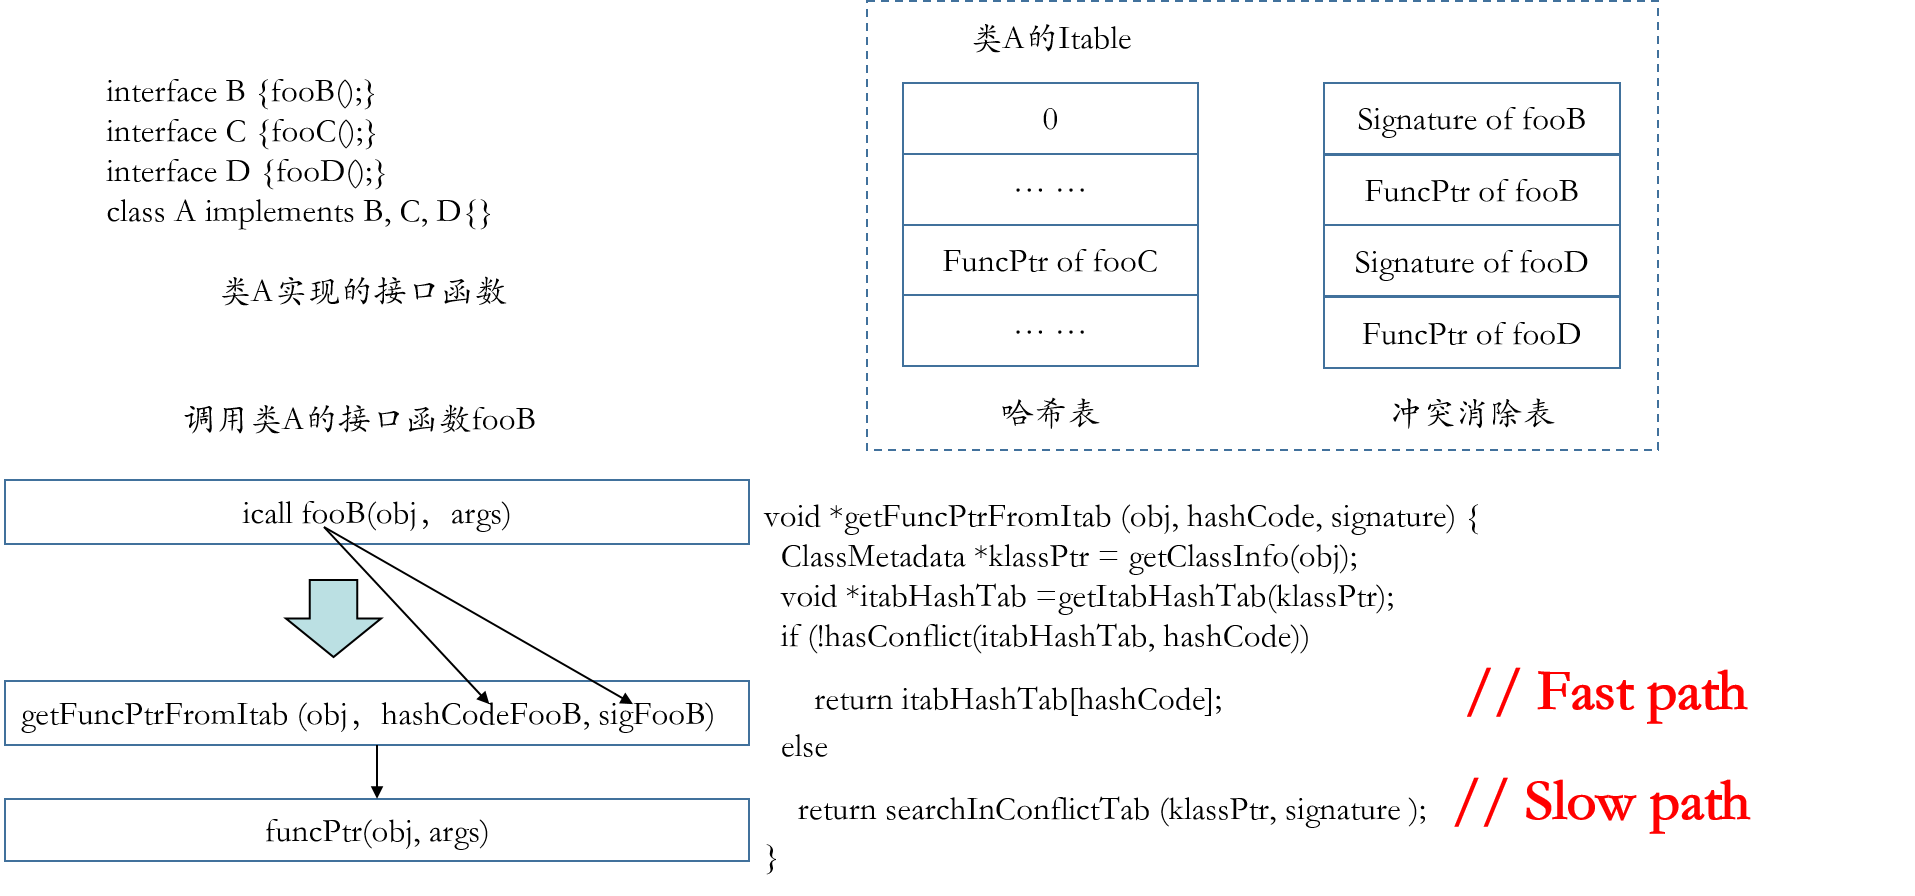 interface B {fooB();}
interface C {fooC();}
interface D {fooD();}
class A implements B, C, D{}
类A实现的接口函数
类A的Itable
0
… …
FuncPtr of fooC
… …
哈希表
Signature of fooB
FuncPtr of fooB
Signature of fooD
FuncPtr of fooD
冲突消除表
调用类A的接口函数fooB
icall fooB(obj，args)
getFuncPtrFromItab (obj，hashCodeFooB, sigFooB)
funcPtr(obj, args)
void *getFuncPtrFromItab (obj, hashCode, signature) {
ClassMetadata *klassPtr = getClassInfo(obj);
void *itabHashTab =getItabHashTab(klassPtr);
if (!hasConflict(itabHashTab, hashCode))
return itabHashTab[hashCode]; // Fast path
else
return searchInConflictTab (klassPtr, signature ); // Slow path
}